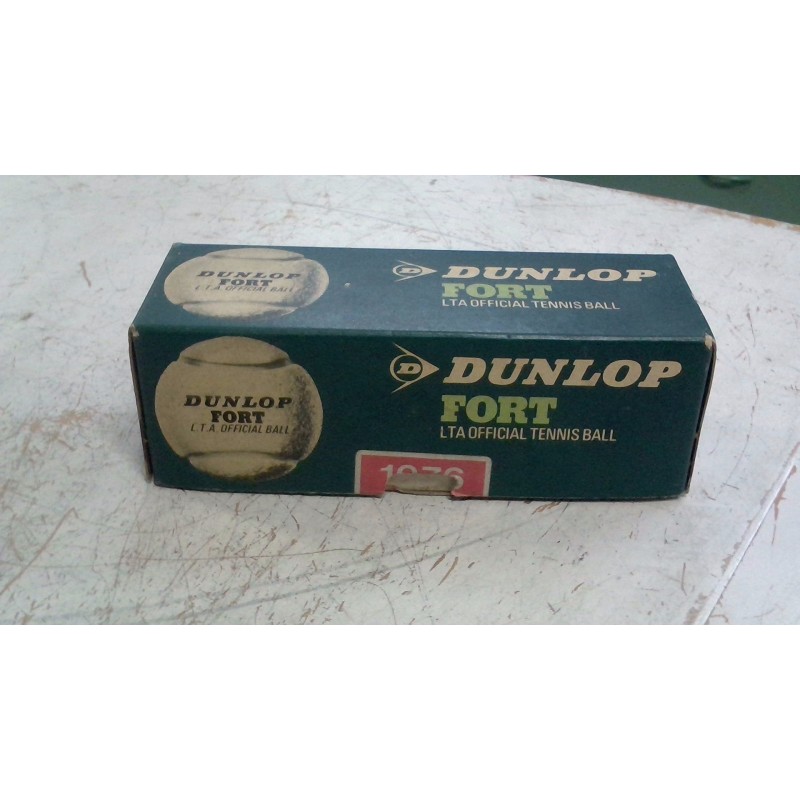 DUNLOP
FORT
L.T.A. OFFICIAL BALL
D DUNLOP
FORT
LTA OFFICIAL TENNIS BALL
DUNLOP
FORT
L.T.A. OFFICIAL BALL
D DUNLOP
FORT
LTA OFFICIAL TENNIS BALL
1976